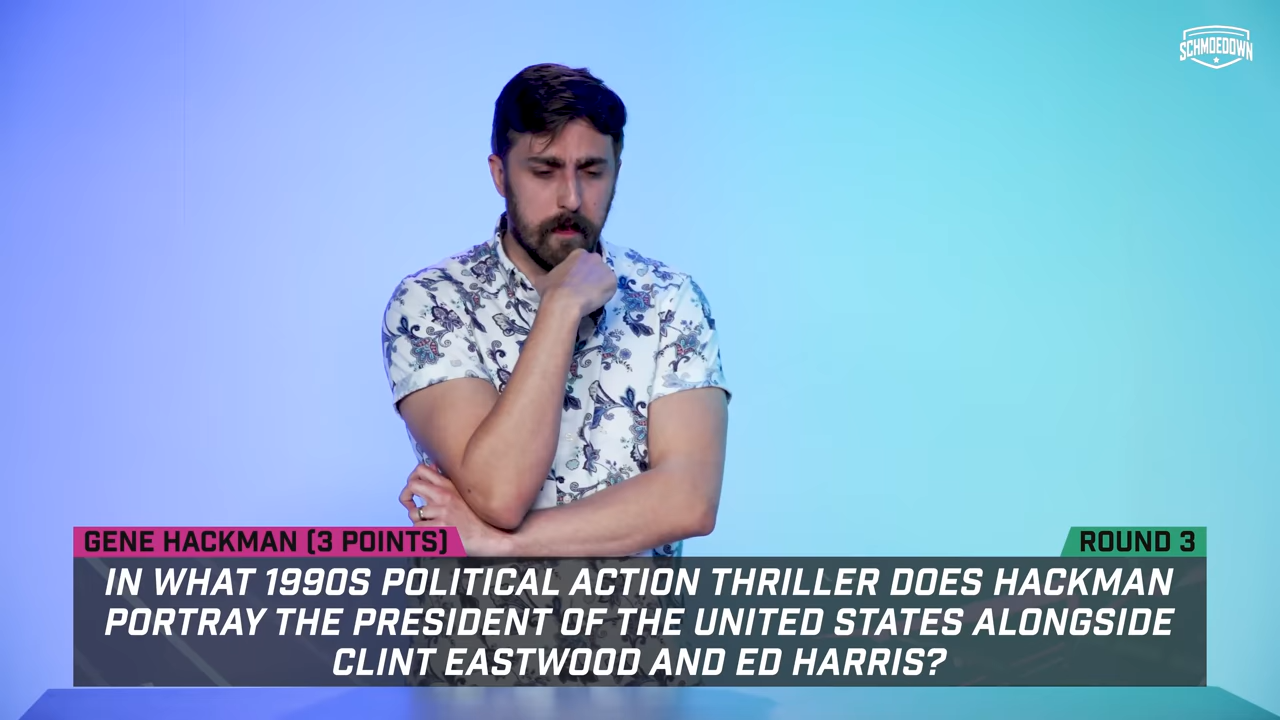 SCHMOEDOWN
GENE HACKMAN (3 POINTS)
ROUND 3
IN WHAT 1990S POLITICAL ACTION THRILLER DOES HACKMAN
PORTRAY THE PRESIDENT OF THE UNITED STATES ALONGSIDE
CLINT EASTWOOD AND ED HARRIS?